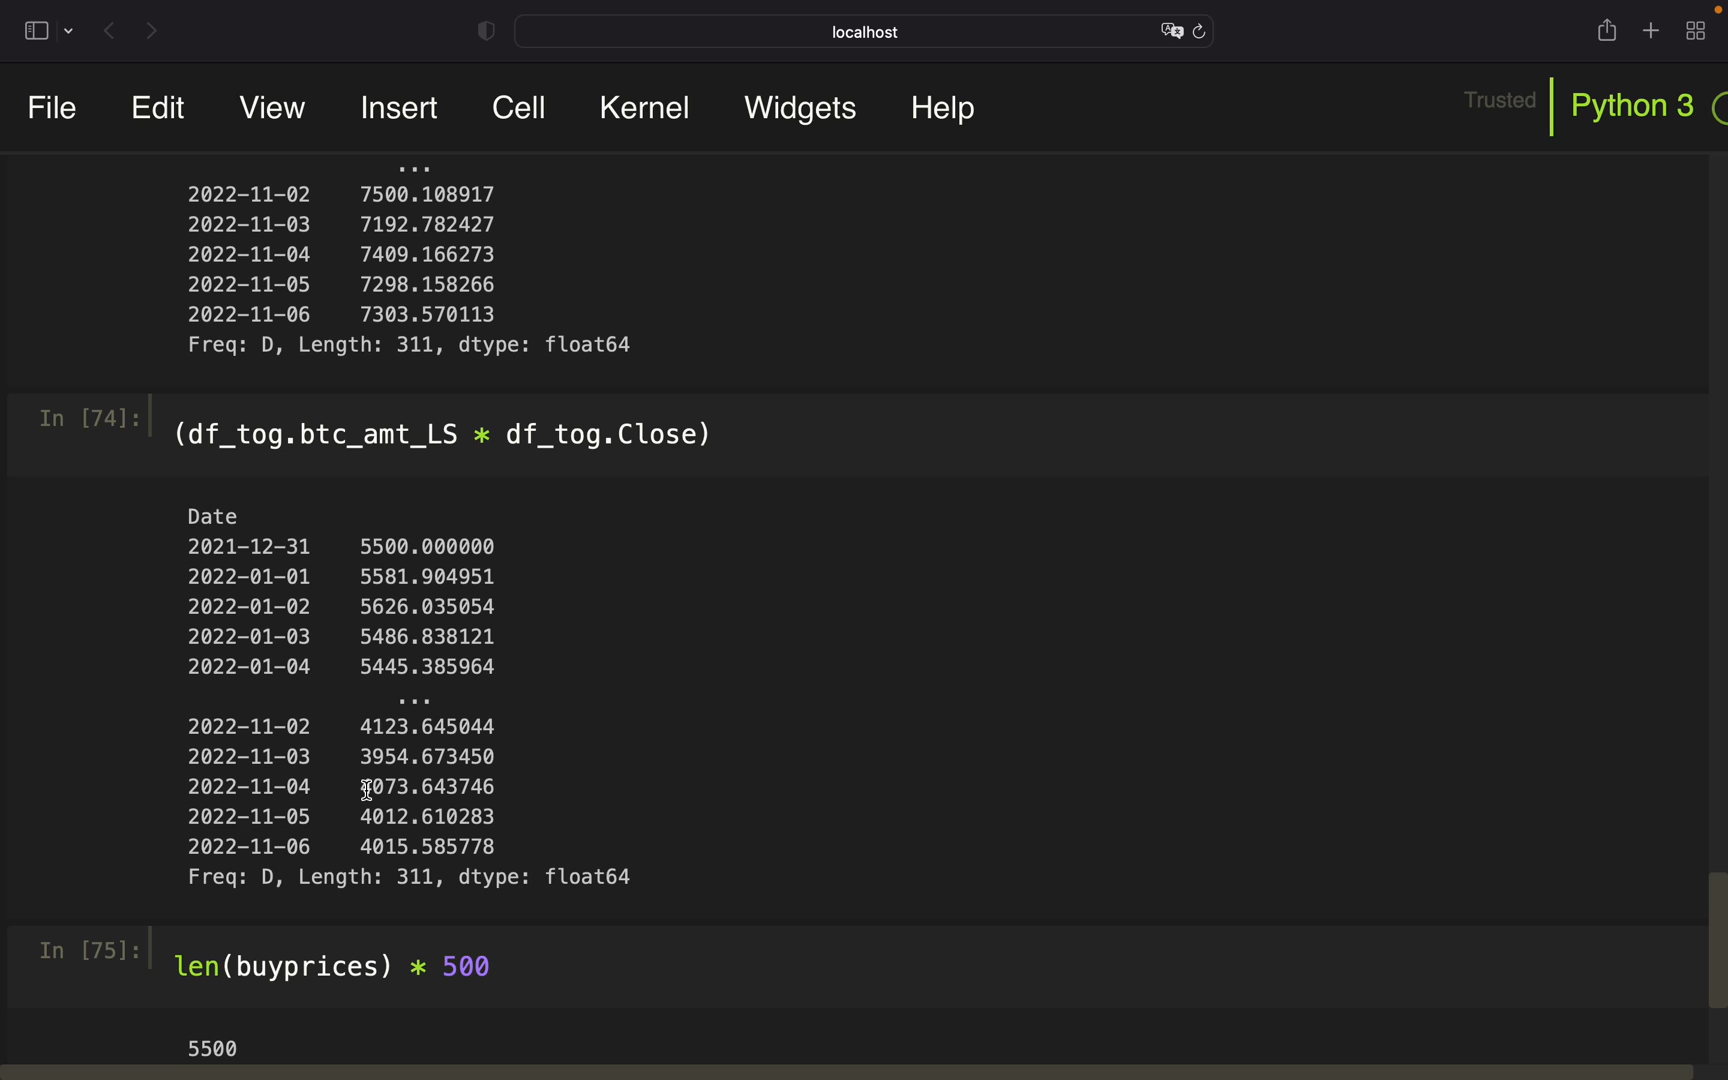 localhost
File Edit View Insert Cell Kernel Widgets Help Trusted Python 3
...
2022-11-02 7500.108917
2022-11-03 7192.782427
2022-11-04 7409.166273
2022-11-05 7298.158266
2022-11-06 7303.570113
Freq: D, Length: 311, dtype: float64
In [74]: (df_tog.btc_amt_LS * df_tog.Close)
Date
2021-12-31 5500.000000
2022-01-01 5581.904951
2022-01-02 5626.035054
2022-01-03 5486.838121
2022-01-04 5445.385964
...
2022-11-02 4123.645044
2022-11-03 3954.673450
2022-11-04 4073.643746
2022-11-05 4012.610283
2022-11-06 4015.585778
Freq: D, Length: 311, dtype: float64
In [75]: len(buyprices) * 500
5500